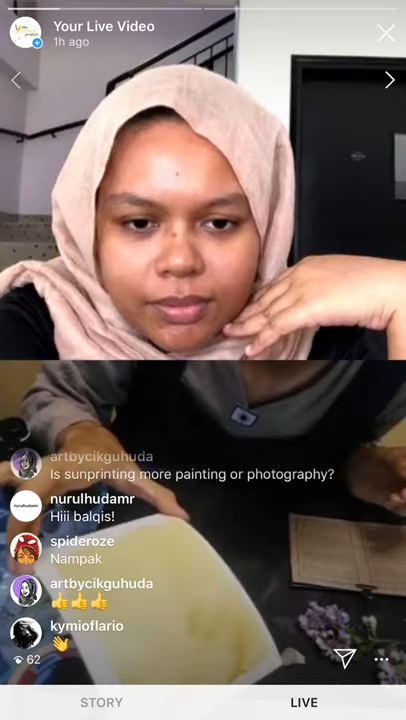 Your Live Video
1h ago
artbycikguhuda
Is sunprinting more painting or photography?
nurulhudamr
Hiii balqis!
spideroze
Nampak
artbycikguhuda
👍👍👍
kymioflario
👋
62
STORY
LIVE